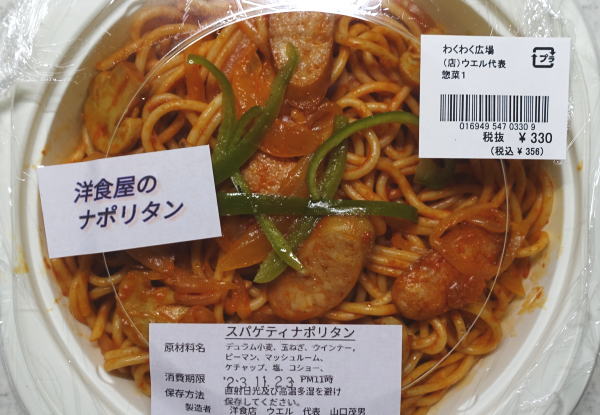 わくわく広場
(店)ウエル代表
惣菜1
プラ
016949 547 0330 9
税抜 ¥330
(税込 ¥356)
洋食屋の
ナポリタン
スパゲティナポリタン
原材料名 デュラム小麦、玉ねぎ、ウインナー、
ピーマン、マッシュルーム、
ケチャップ、塩、コショー、
消費期限 '23.11.23 PM11時
保存方法 直射日光及び高温多湿を避け
保存してください。
製造者 洋食店 ウエル 代表 山口茂男